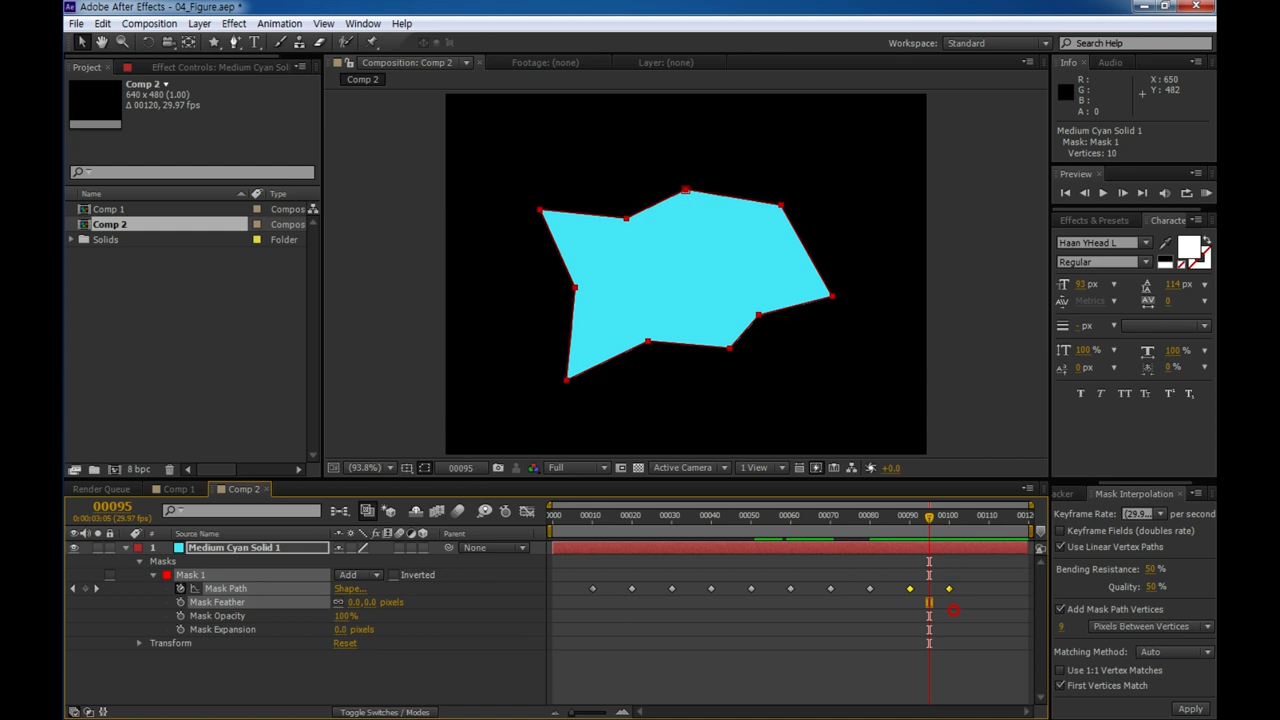 Adobe After Effects - 04_Figure.aep *
File Edit Composition Layer Effect Animation View Window Help
Workspace: Standard
Search Help
Project
Effect Controls: Medium Cyan Sol
Composition: Comp 2
Footage: (none)
Layer: (none)
Info
Audio
Comp 2
Comp 2
640 x 480 (1.00)
Δ 00120, 29.97 fps
R :
G :
B :
A : 0
X : 650
Y : 482
Medium Cyan Solid 1
Mask: Mask 1
Vertices: 10
Preview
Name
Type
Comp 1
Compos
Comp 2
Compos
Solids
Folder
Effects & Presets
Characte
Haan YHead L
Regular
93 px
114 px
Metrics
0
- px
100 %
100 %
0 px
0 %
T T TT Tт T¹ T₁
8 bpc
(93.8%)
00095
Full
Active Camera
1 View
+0.0
Render Queue
Comp 1
Comp 2
acker
Mask Interpolation
00095
0:00:03:05 (29.97 fps)
0000 00010 00020 00030 00040 00050 00060 00070 00080 00090 00100 00110 0012
Keyframe Rate: (29.9... per second
Keyframe Fields (doubles rate)
Use Linear Vertex Paths
Bending Resistance: 50 %
Quality: 50 %
Add Mask Path Vertices
9 Pixels Between Vertices
Matching Method: Auto
Use 1:1 Vertex Matches
First Vertices Match
Apply
# Source Name
Parent
1 Medium Cyan Solid 1
None
Masks
Mask 1
Add
Inverted
Mask Path
Shape...
Mask Feather
0.0,0.0 pixels
Mask Opacity
100%
Mask Expansion
0.0 pixels
Transform
Reset
Toggle Switches / Modes